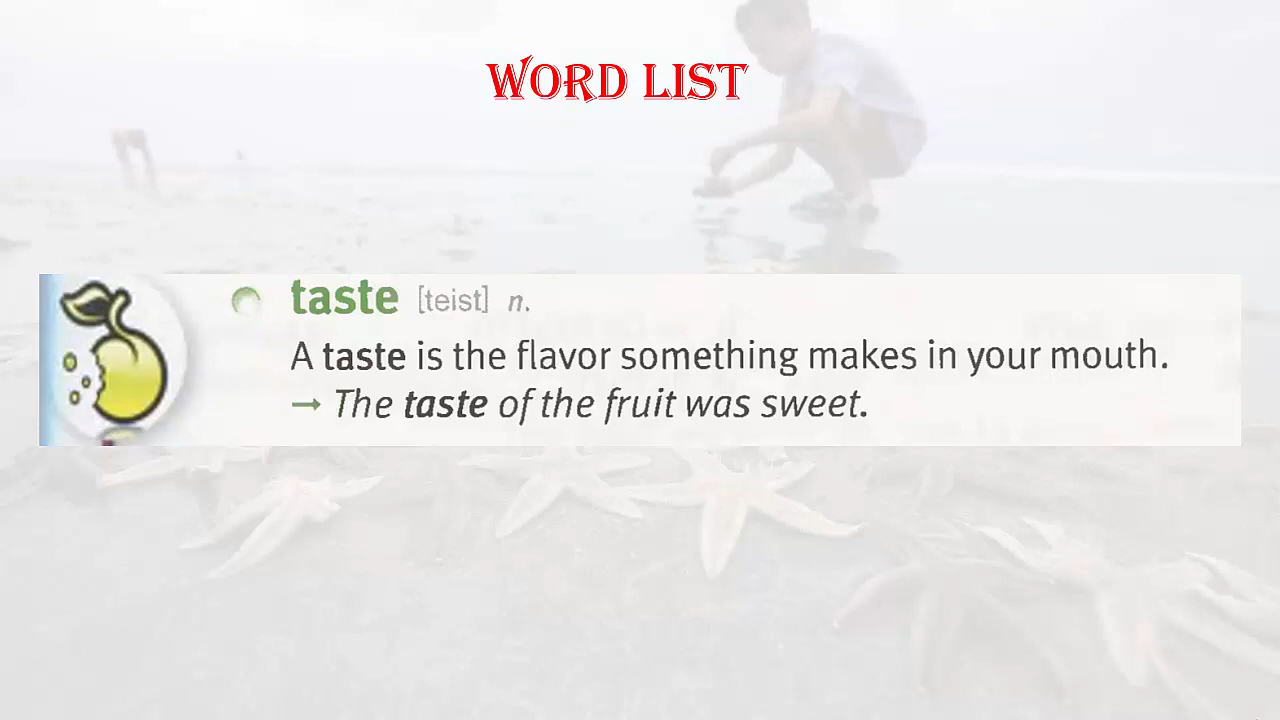 WORD LIST
taste [teist] n.
A taste is the flavor something makes in your mouth.
→ The taste of the fruit was sweet.